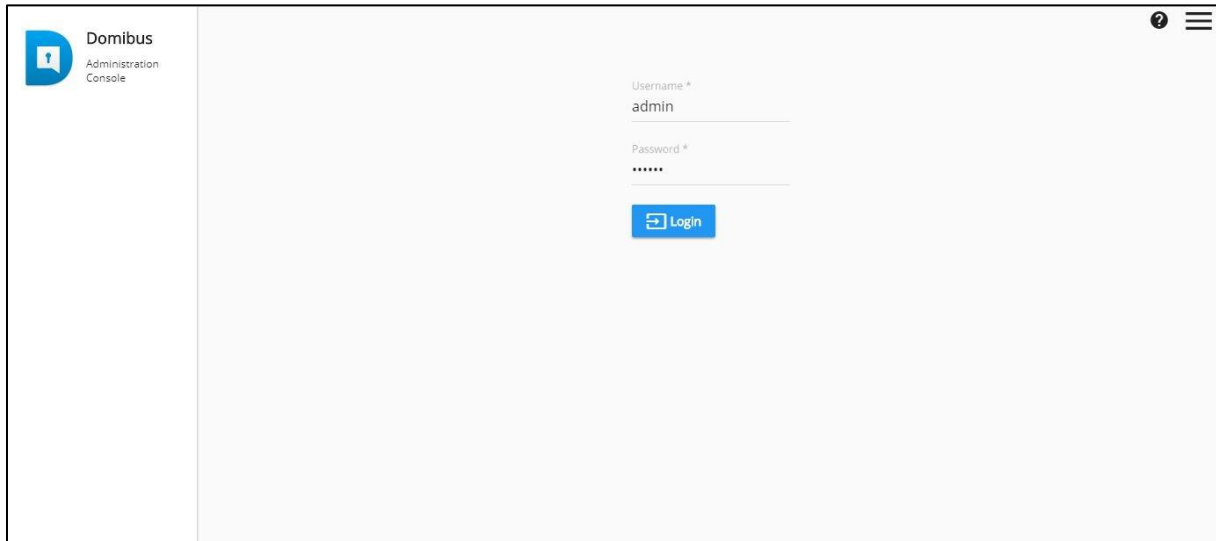 Domibus
Administration
Console
Username *
admin
Password *
••••••
Login